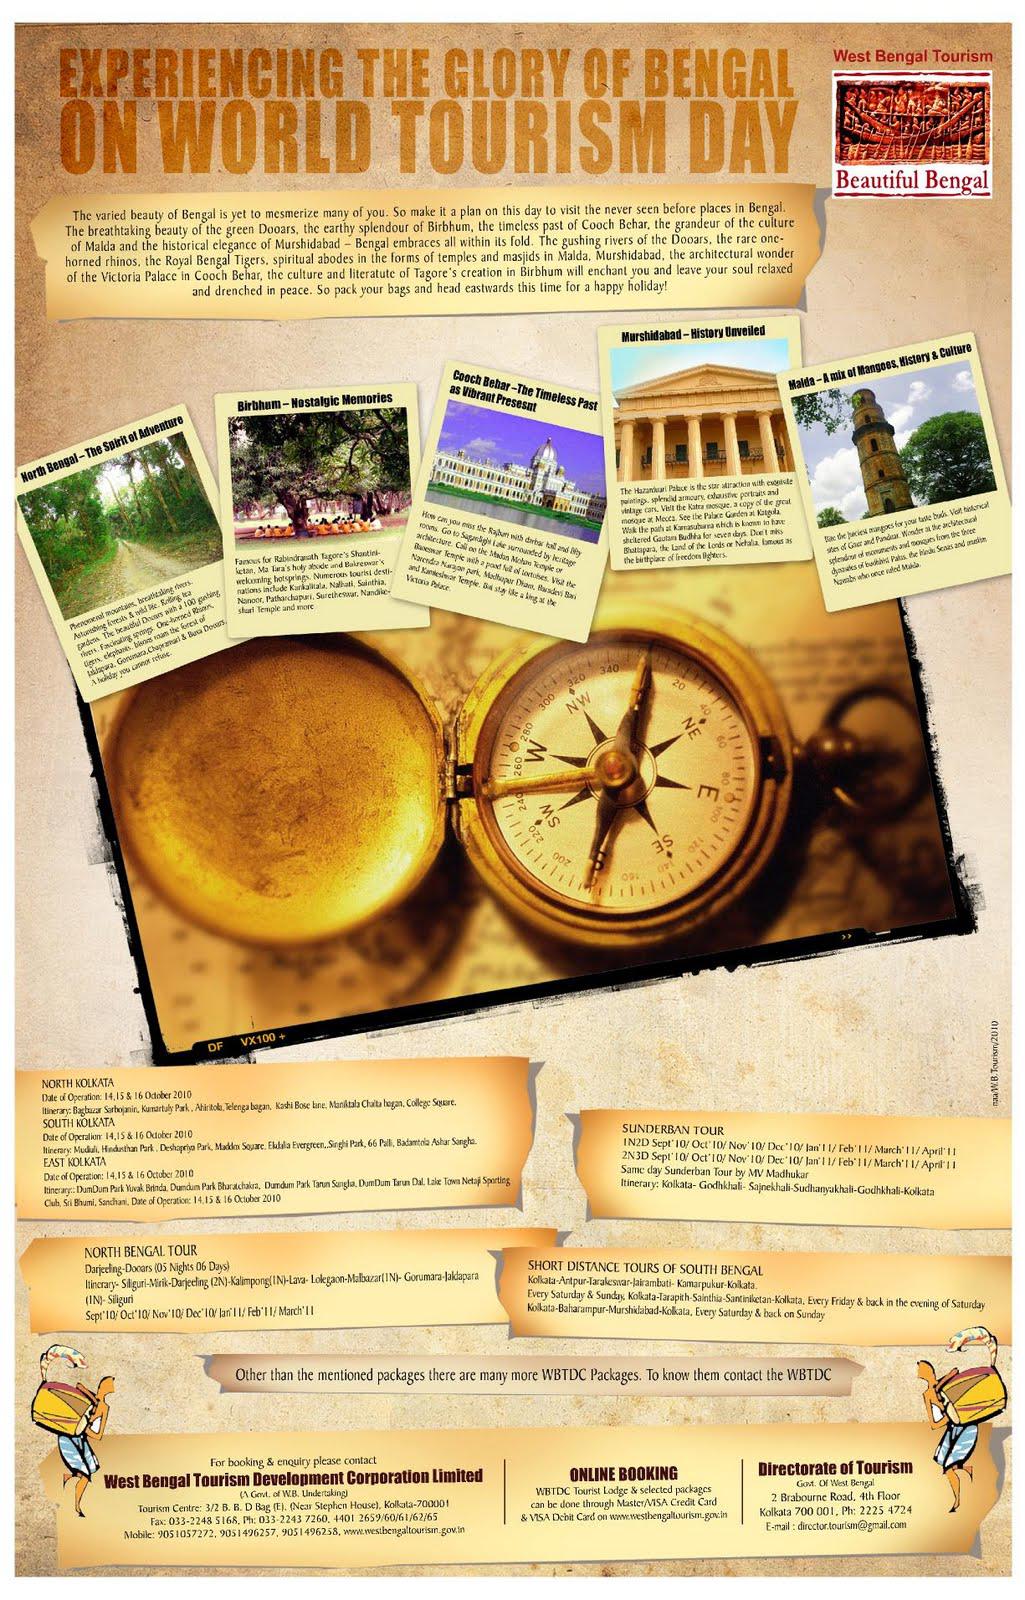 EXPERIENCING THE GLORY OF BENGAL
ON WORLD TOURISM DAY
West Bengal Tourism
Beautiful Bengal
The varied beauty of Bengal is yet to mesmerize many of you. So make it a plan on this day to visit the never seen before places in Bengal.
The breathtaking beauty of the green Dooars, the earthy splendour of Birbhum, the timeless past of Cooch Behar, the grandeur of the culture
of Malda and the historical elegance of Murshidabad – Bengal embraces all within its fold. The gushing rivers of the Dooars, the rare one-
horned rhinos, the Royal Bengal Tigers, spiritual abodes in the forms of temples and masjids in Malda, Murshidabad, the architectural wonder
of the Victoria Palace in Cooch Behar, the culture and literatute of Tagore's creation in Birbhum will enchant you and leave your soul relaxed
and drenched in peace. So pack your bags and head eastwards this time for a happy holiday!
North Bengal – The Spirit of Adventure
Phenomenal mountains, breathtaking rivers.
Astonishing forests & wild life. Rolling tea
gardens. The beautiful Dooars with a 100 gushing
rivers. Fascinating springs. One-horned Rhinos,
tigers, elephants, bisons roam the forest of
Jaldapara, Gorumara, Chapramari & Buxa Dooars.
A holiday you cannot refuse.
Birbhum – Nostalgic Memories
Famous for Rabindranath Tagore's Shantini-
ketan, Ma Tara's holy abode and Bakreswar's
welcoming hotsprings. Numerous tourist desti-
nations include Kankalitala, Nalhati, Sainthia,
Nanoor, Patharchapuri, Suretheswar, Nandike-
shari Temple and more
Cooch Behar –The Timeless Past
as Vibrant Presesnt
How can you miss the Rajbari with darbar hall and fifty
rooms. Go to Sagardighi Lake surrounded by heritage
architecture. Call on the Madan Mohan Temple or
Baneswar Temple with a pond full of tortoises. Visit the
Narendra Narayan park, Madhupur Dham, Baradevi Bari
and Kamteshwari Temple. But stay like a king at the
Victoria Palace.
Murshidabad – History Unveiled
The Hazarduari Palace is the star attraction with exquisite
paintings, splendid armoury, exhaustive portraits and
vintage cars. Visit the Katra mosque, a copy of the great
mosque at Mecca. See the Palace Garden at Katgola.
Walk the path at Karnasubarna which is known to have
sheltered Gautam Budhha for seven days. Don't miss
Bhattapara, the Land of the Lords or Nehalia, famous as
the birthplace of freedom fighters.
Malda – A mix of Mangoes, History & Culture
Bite the juiciest mangoes for your taste buds. Visit historical
sites of Gaur and Panduat. Wonder at the architectural
splendor of monuments and mosques from the three
dynasties of budhhist Palas, the hindu Senas and muslim
Nawabs who once ruled Malda.
340 20 40 60 80 100 120 160 200 220 240 260 280 300 320
NW NE E SE SW W
DF VX100 +
maa/W.B. Tourism/2010
NORTH KOLKATA
Date of Operation: 14,15 & 16 October 2010
Itinerary: Bagbazar Sarbojanin, Kumartuly Park , Ahiritola,Telenga bagan, Kashi Bose lane, Maniktala Chalta bagan, College Square.
SOUTH KOLKATA
Date of Operation: 14,15 & 16 October 2010
Itinerary: Mudiali, Hindusthan Park , Deshapriya Park, Maddox Square, Ekdalia Evergreen,.Singhi Park, 66 Palli, Badamtola Ashar Sangha.
EAST KOLKATA
Date of Operation: 14,15 & 16 October 2010
Itinerary:: DumDum Park Yuvak Brinda, Dumdum Park Bharatchakra, Dumdum Park Tarun Sangha, DumDum Tarun Dal, Lake Town Netaji Sporting
Club, Sri Bhumi, Sandhani, Date of Operation: 14,15 & 16 October 2010
SUNDERBAN TOUR
1N2D Sept'10/ Oct'10/ Nov'10/ Dec'10/ Jan'11/ Feb'11/ March'11/ April'11
2N3D Sept'10/ Oct'10/ Nov'10/ Dec'10/ Jan'11/ Feb'11/ March'11/ April'11
Same day Sunderban Tour by MV Madhukar
Itinerary: Kolkata- Godhkhali- Sajnekhali-Sudhanyakhali-Godhkhali-Kolkata
NORTH BENGAL TOUR
Darjeeling-Dooars (05 Nights 06 Days)
Itinerary- Siliguri-Mirik-Darjeeling (2N)-Kalimpong(1N)-Lava- Lolegaon-Malbazar(1N)- Gorumara-Jaldapara
(1N)- Siliguri
Sept'10/ Oct'10/ Nov'10/ Dec'10/ Jan'11/ Feb'11/ March'11
SHORT DISTANCE TOURS OF SOUTH BENGAL
Kolkata-Antpur-Tarakeswar-Jairambati- Kamarpukur-Kolkata,
Every Saturday & Sunday, Kolkata-Tarapith-Sainthia-Santiniketan-Kolkata, Every Friday & back in the evening of Saturday
Kolkata-Baharampur-Murshidabad-Kolkata, Every Saturday & back on Sunday
Other than the mentioned packages there are many more WBTDC Packages. To know them contact the WBTDC
For booking & enquiry please contact
West Bengal Tourism Development Corporation Limited
(A Govt. of W.B. Undertaking)
Tourism Centre: 3/2 B. B. D Bag (E), (Near Stephen House), Kolkata-700001
Fax: 033-2248 5168, Ph: 033-2243 7260, 4401 2659/60/61/62/65
Mobile: 9051057272, 9051496257, 9051496258, www.westbengaltourism.gov.in
ONLINE BOOKING
WBTDC Tourist Lodge & selected packages
can be done through Master/VISA Credit Card
& VISA Debit Card on www.westbengaltourism.gov.in
Directorate of Tourism
Govt. Of West Bengal
2 Brabourne Road, 4th Floor
Kolkata 700 001, Ph: 2225 4724
E-mail : director.tourism@gmail.com